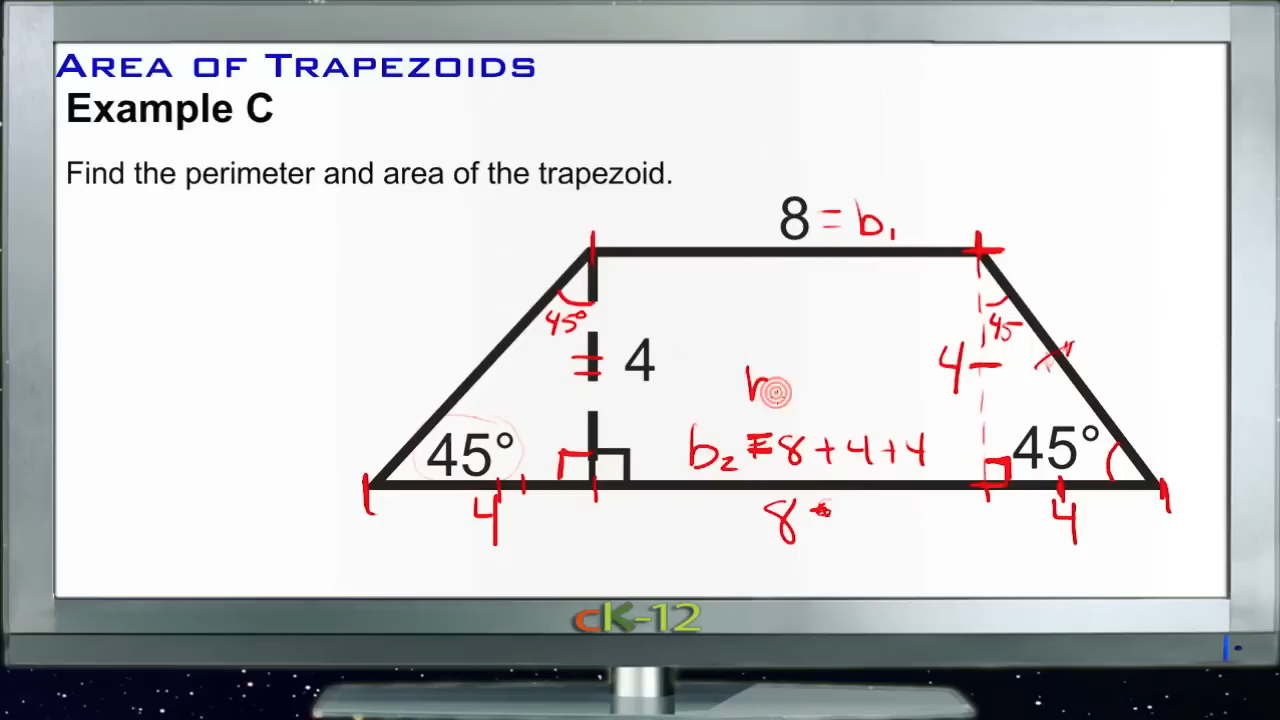 AREA OF TRAPEZOIDS
Example C
Find the perimeter and area of the trapezoid.
8 = b₁
45° 45
4 4
b₂ = 8 + 4 + 4
45° 45°
4 8 4
cK-12